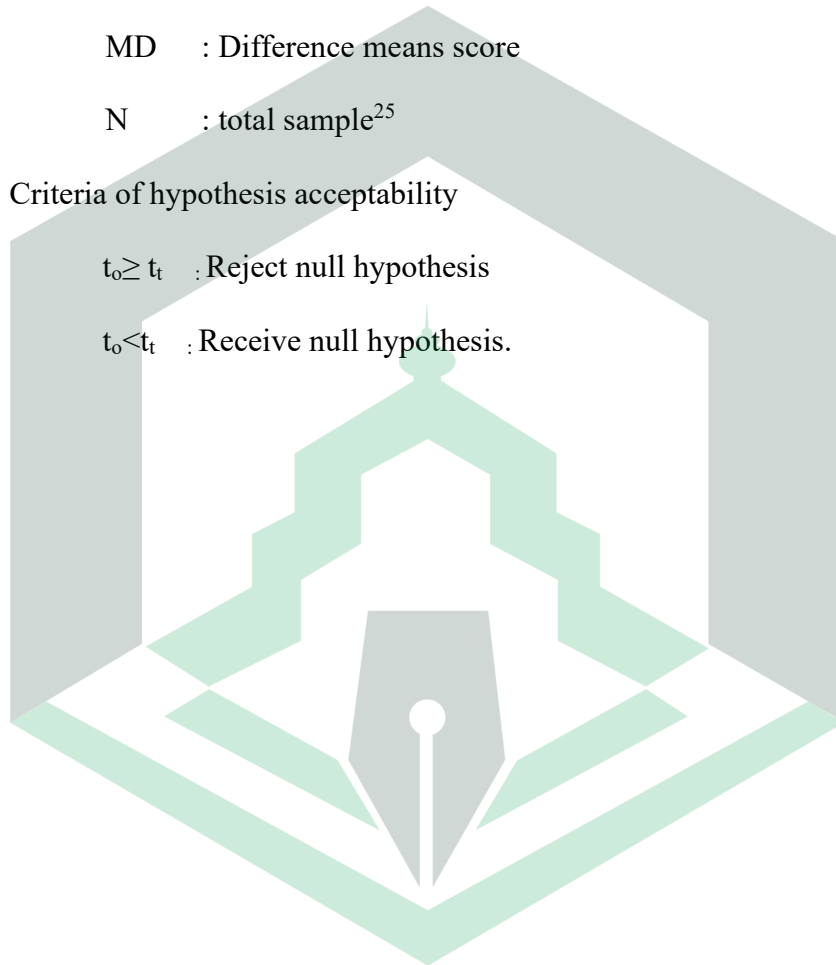 MD : Difference means score
N : total sample²⁵
Criteria of hypothesis acceptability
tₒ≥ tₜ : Reject null hypothesis
tₒ<tₜ : Receive null hypothesis.